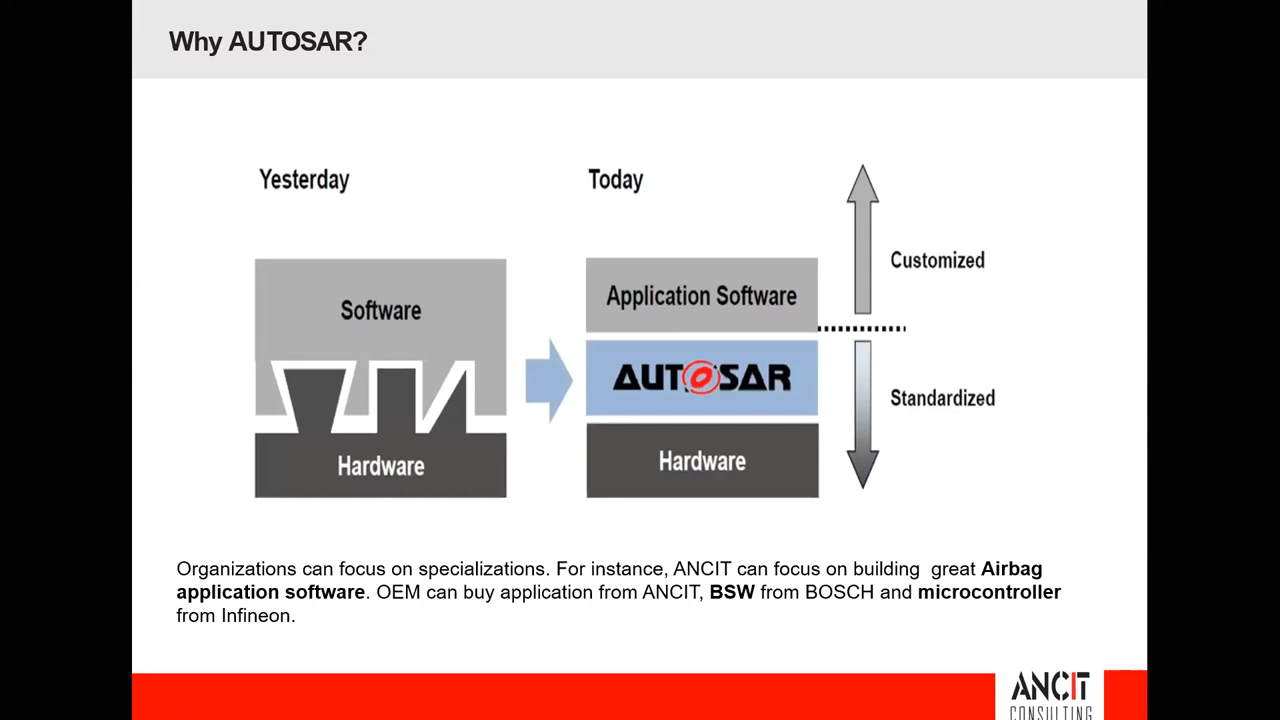 Why AUTOSAR?
Yesterday
Today
Software
Hardware
Application Software
AUTOSAR
Hardware
Customized
Standardized
Organizations can focus on specializations. For instance, ANCIT can focus on building great Airbag
application software. OEM can buy application from ANCIT, BSW from BOSCH and microcontroller
from Infineon.
ANCIT
CONSULTING